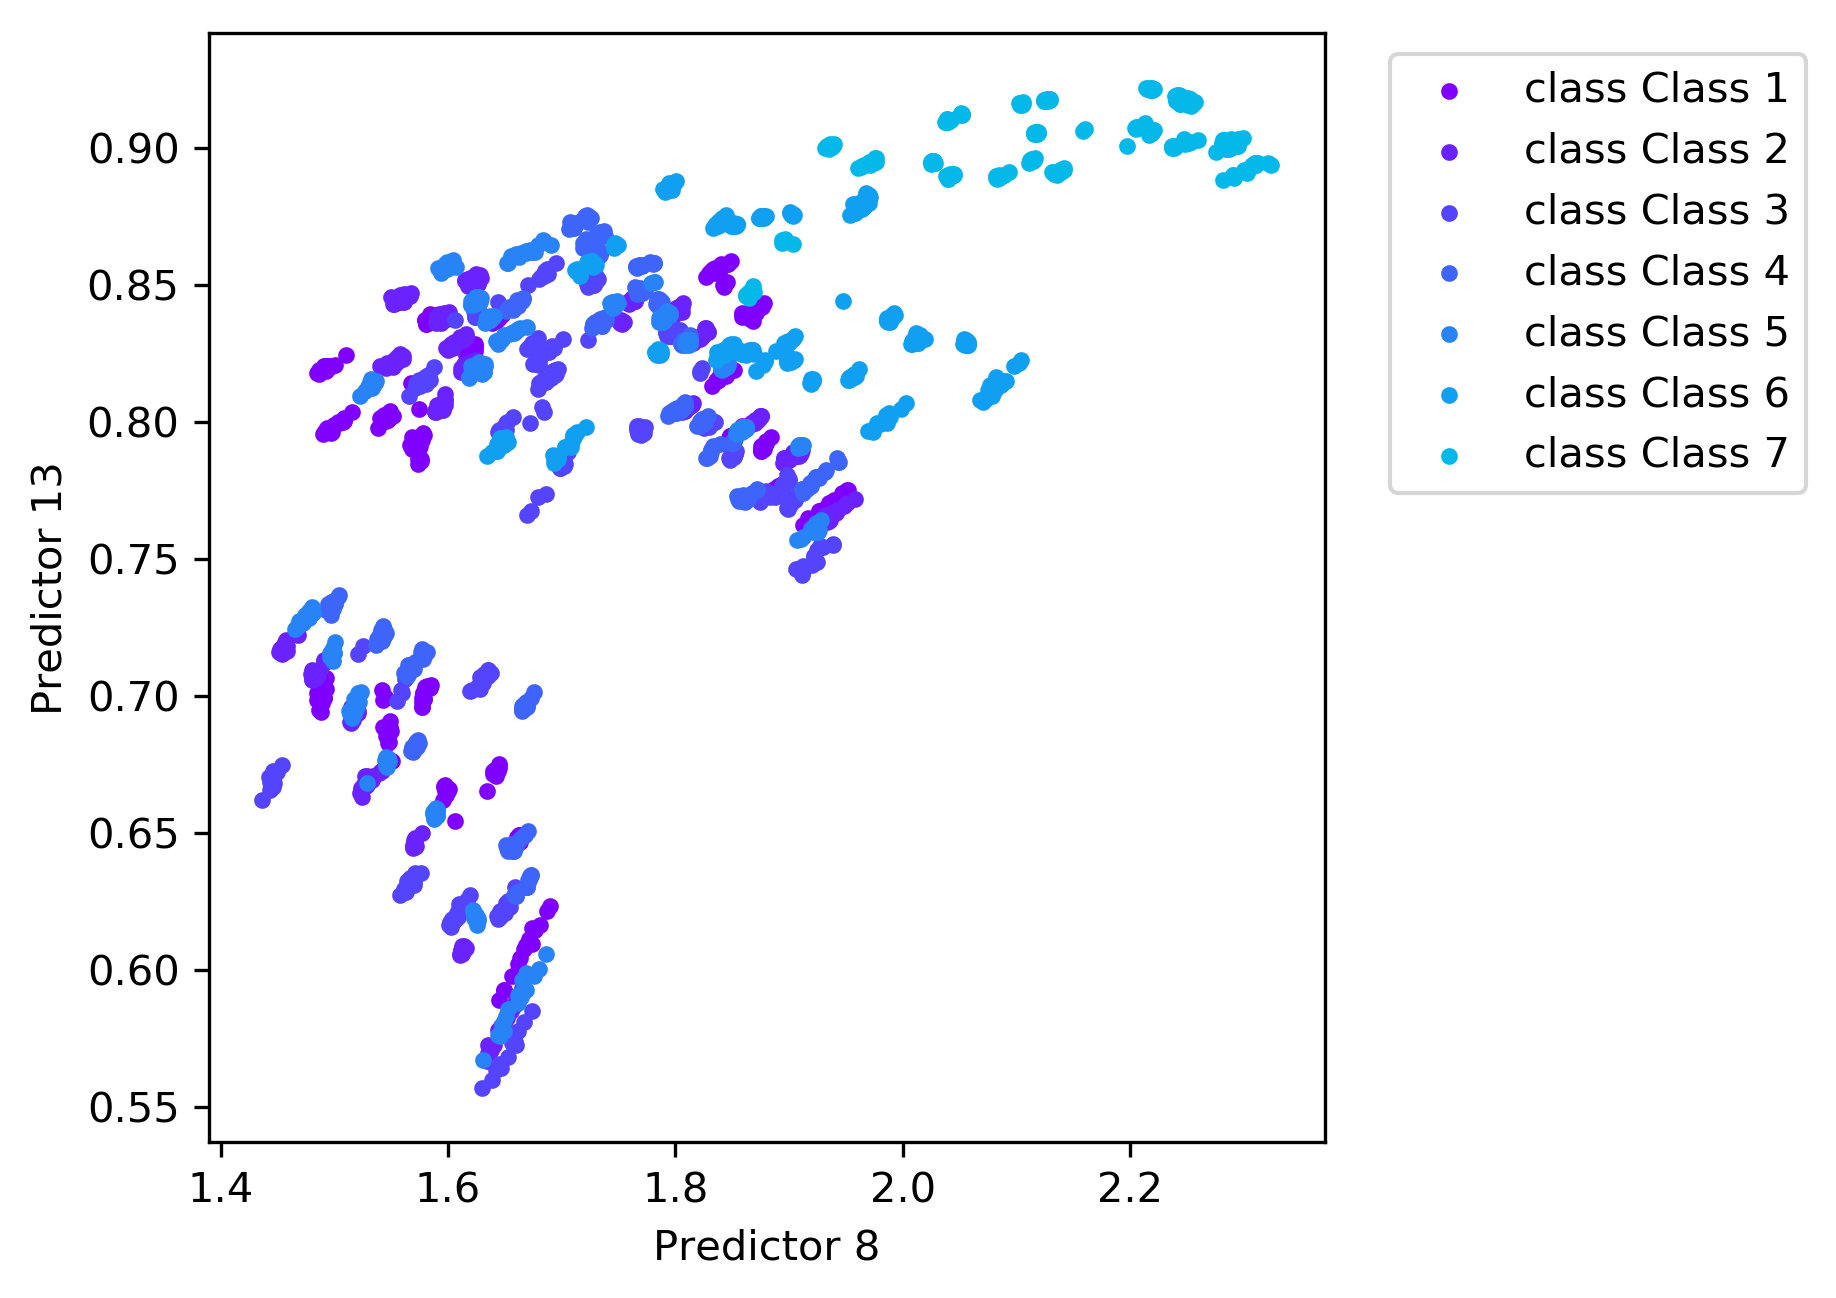 class Class 1
class Class 2
class Class 3
class Class 4
class Class 5
class Class 6
class Class 7
0.90
0.85
0.80
0.75
0.70
0.65
0.60
0.55
Predictor 13
1.4 1.6 1.8 2.0 2.2
Predictor 8